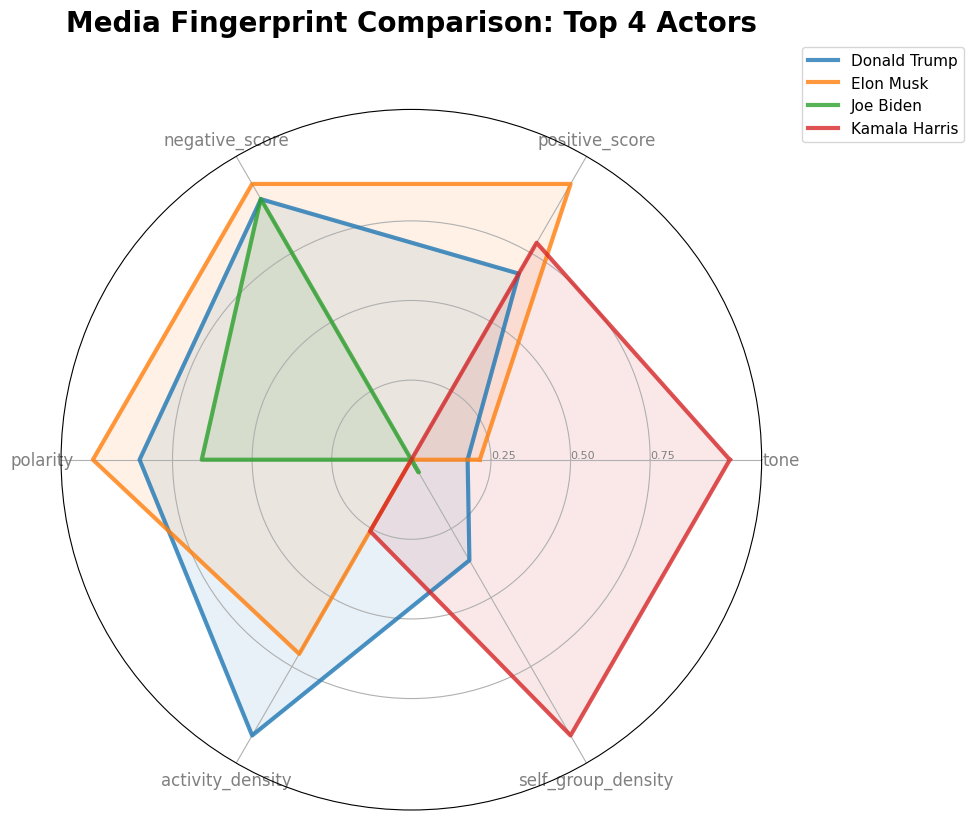 Media Fingerprint Comparison: Top 4 Actors
Donald Trump
Elon Musk
Joe Biden
Kamala Harris
negative_score
positive_score
polarity
0.25
0.50
0.75
tone
activity_density
self_group_density